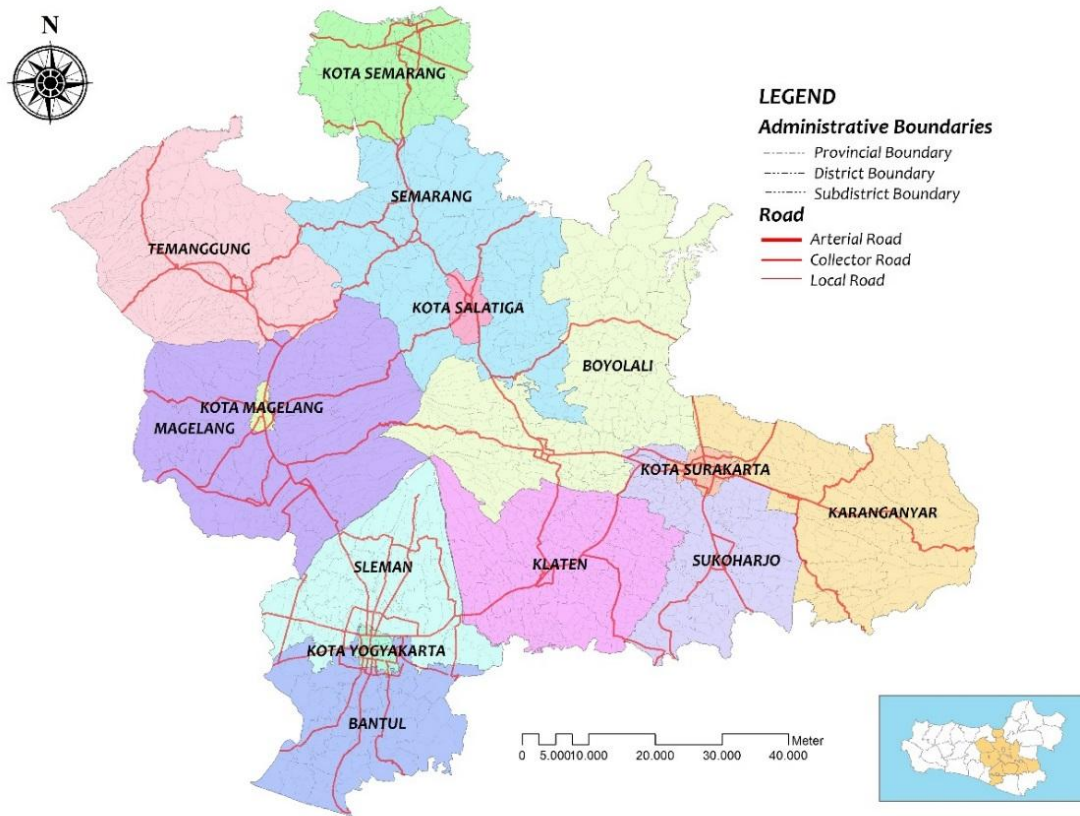 N
KOTA SEMARANG
LEGEND
Administrative Boundaries
Provincial Boundary
District Boundary
Subdistrict Boundary
Road
Arterial Road
Collector Road
Local Road
SEMARANG
TEMANGGUNG
KOTA SALATIGA
BOYOLALI
KOTA MAGELANG
MAGELANG
KOTA SURAKARTA
KARANGANYAR
SLEMAN
KLATEN
SUKOHARJO
KOTA YOGYAKARTA
BANTUL
Meter
0 5.00010.000 20.000 30.000 40.000